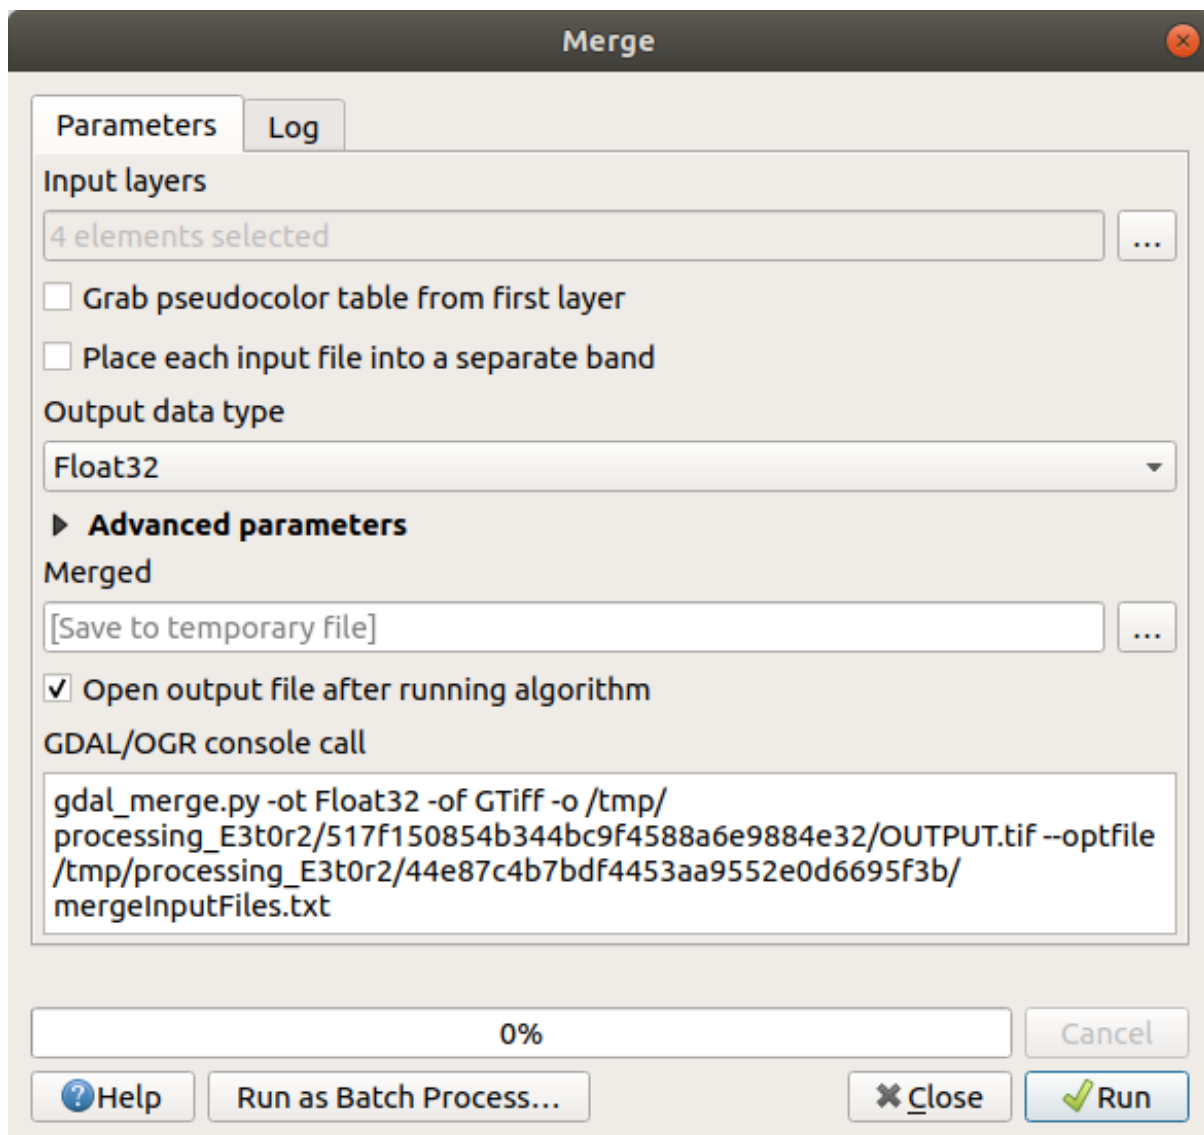 Merge
Parameters
Log
Input layers
4 elements selected
...
Grab pseudocolor table from first layer
Place each input file into a separate band
Output data type
Float32
Advanced parameters
Merged
[Save to temporary file]
...
Open output file after running algorithm
GDAL/OGR console call
gdal_merge.py -ot Float32 -of GTiff -o /tmp/
processing_E3t0r2/517f150854b344bc9f4588a6e9884e32/OUTPUT.tif --optfile
/tmp/processing_E3t0r2/44e87c4b7bdf4453aa9552e0d6695f3b/
mergeInputFiles.txt
0%
Cancel
Help
Run as Batch Process...
Close
Run